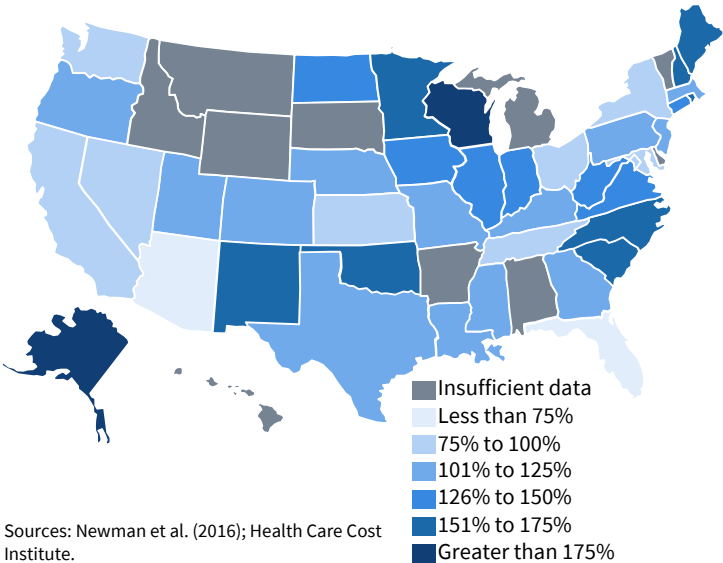 Insufficient data
Less than 75%
75% to 100%
101% to 125%
126% to 150%
151% to 175%
Greater than 175%
Sources: Newman et al. (2016); Health Care Cost
Institute.